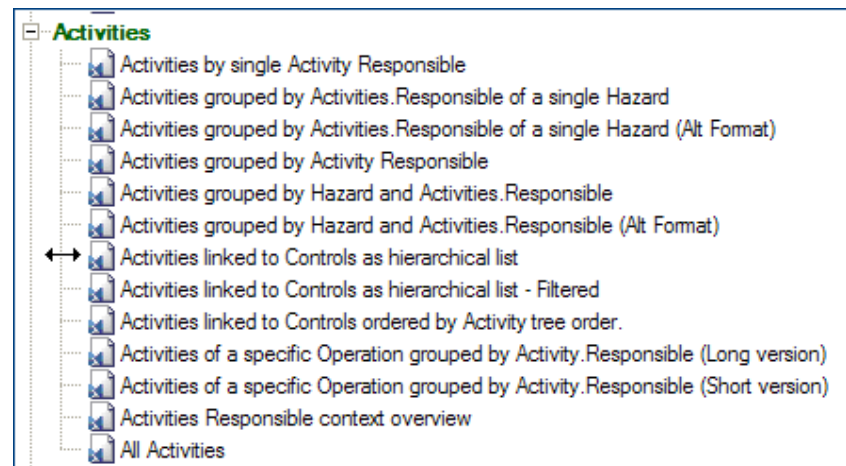 Activities
Activities by single Activity Responsible
Activities grouped by Activities.Responsible of a single Hazard
Activities grouped by Activities.Responsible of a single Hazard (Alt Format)
Activities grouped by Activity Responsible
Activities grouped by Hazard and Activities.Responsible
Activities grouped by Hazard and Activities.Responsible (Alt Format)
Activities linked to Controls as hierarchical list
Activities linked to Controls as hierarchical list - Filtered
Activities linked to Controls ordered by Activity tree order.
Activities of a specific Operation grouped by Activity.Responsible (Long version)
Activities of a specific Operation grouped by Activity.Responsible (Short version)
Activities Responsible context overview
All Activities